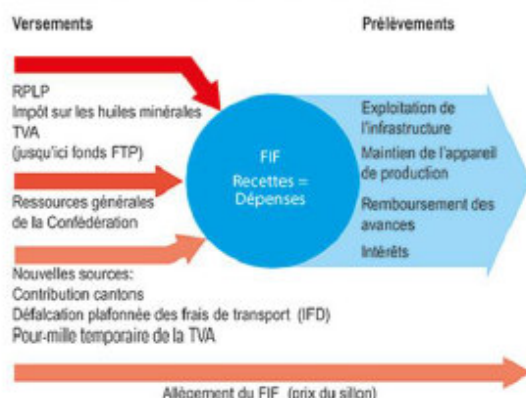 Versements
Prélèvements
RPLP
Impôt sur les huiles minérales
TVA
(jusqu'ici fonds FTP)
Ressources générales
de la Confédération
Nouvelles sources:
Contribution cantons
Défalcation plafonnée des frais de transport (IFD)
Pour-mille temporaire de la TVA
FIF
Recettes =
Dépenses
Exploitation de
l'infrastructure
Maintien de l'appareil
de production
Remboursement des
avances
Intérêts
Allègement du FIF (prix du sillon)